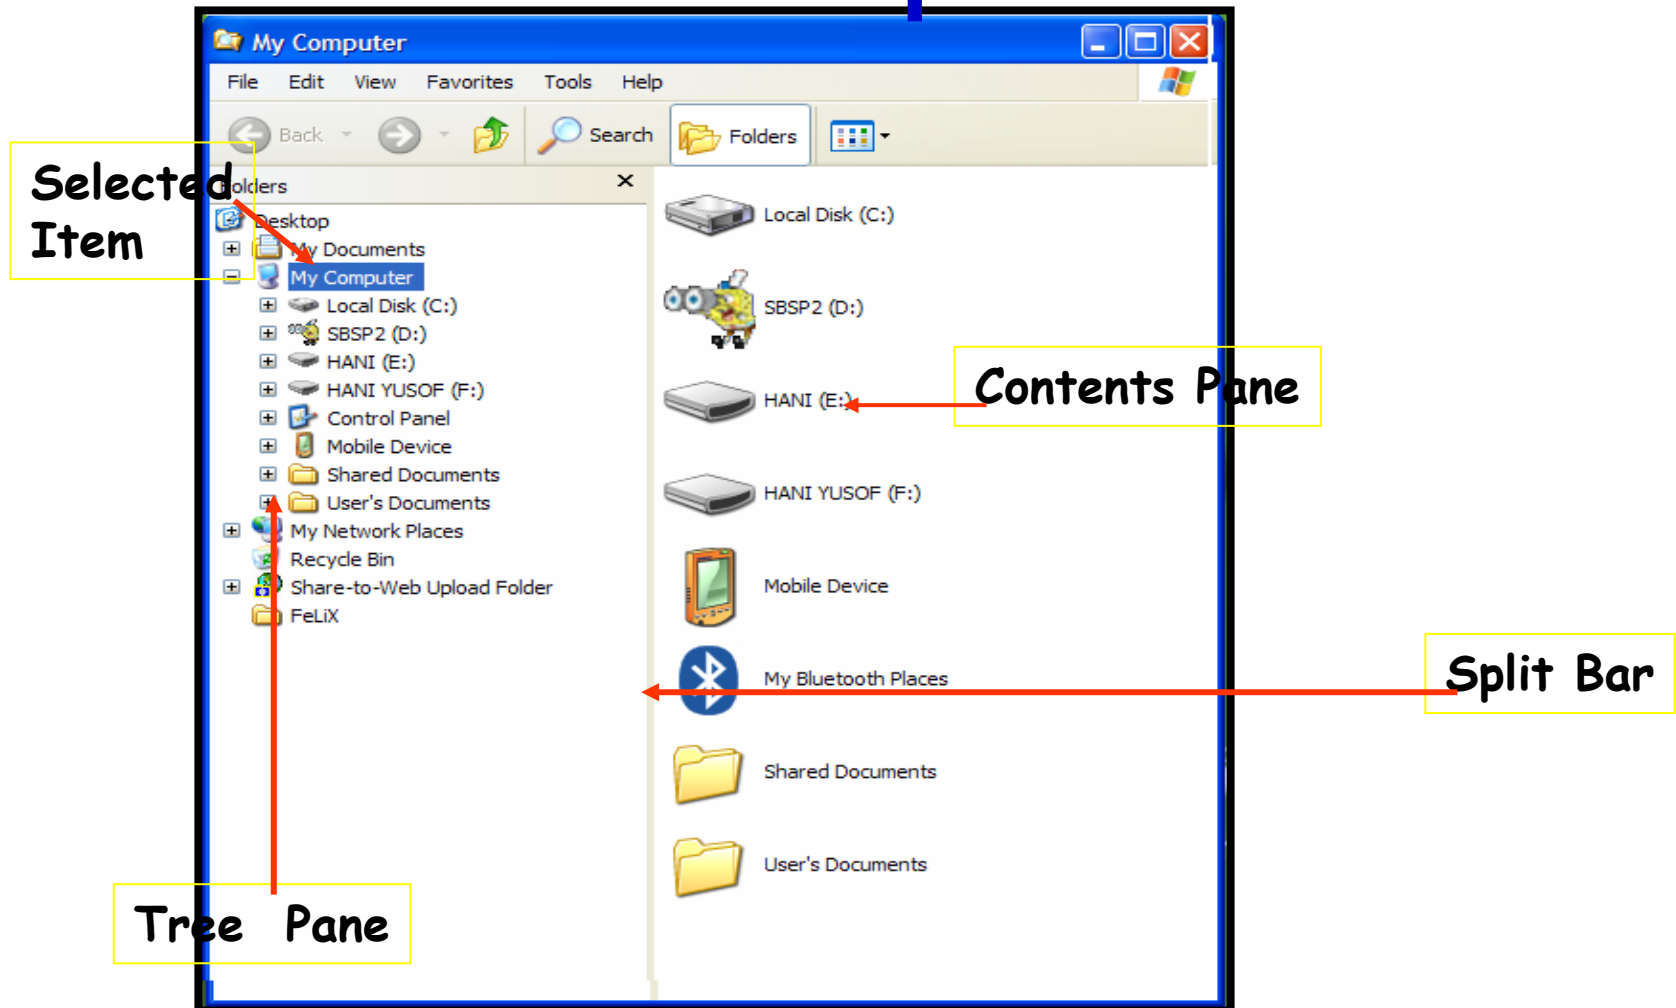 My Computer
File Edit View Favorites Tools Help
Back Search Folders
Selected
Item
Folders
Desktop
My Documents
My Computer
Local Disk (C:)
SBSP2 (D:)
HANI (E:)
HANI YUSOF (F:)
Control Panel
Mobile Device
Shared Documents
User's Documents
My Network Places
Recycle Bin
Share-to-Web Upload Folder
FeLiX
Local Disk (C:)
SBSP2 (D:)
HANI (E:)
HANI YUSOF (F:)
Mobile Device
My Bluetooth Places
Shared Documents
User's Documents
Contents Pane
Split Bar
Tree Pane